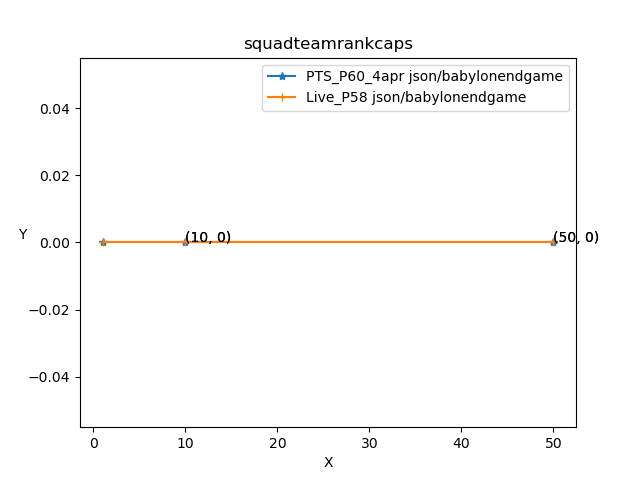 squadteamrankcaps
PTS_P60_4apr json/babylonendgame
Live_P58 json/babylonendgame
0.04
0.02
0.00
−0.02
−0.04
Y
(10, 0)
(50, 0)
0 10 20 30 40 50
X